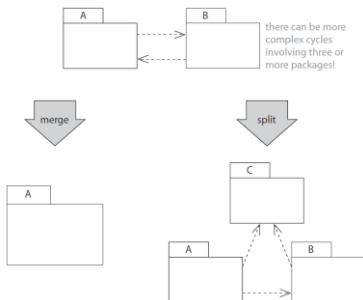 A
B
there can be more
complex cycles
involving three or
more packages!
merge
split
A
C
A
B